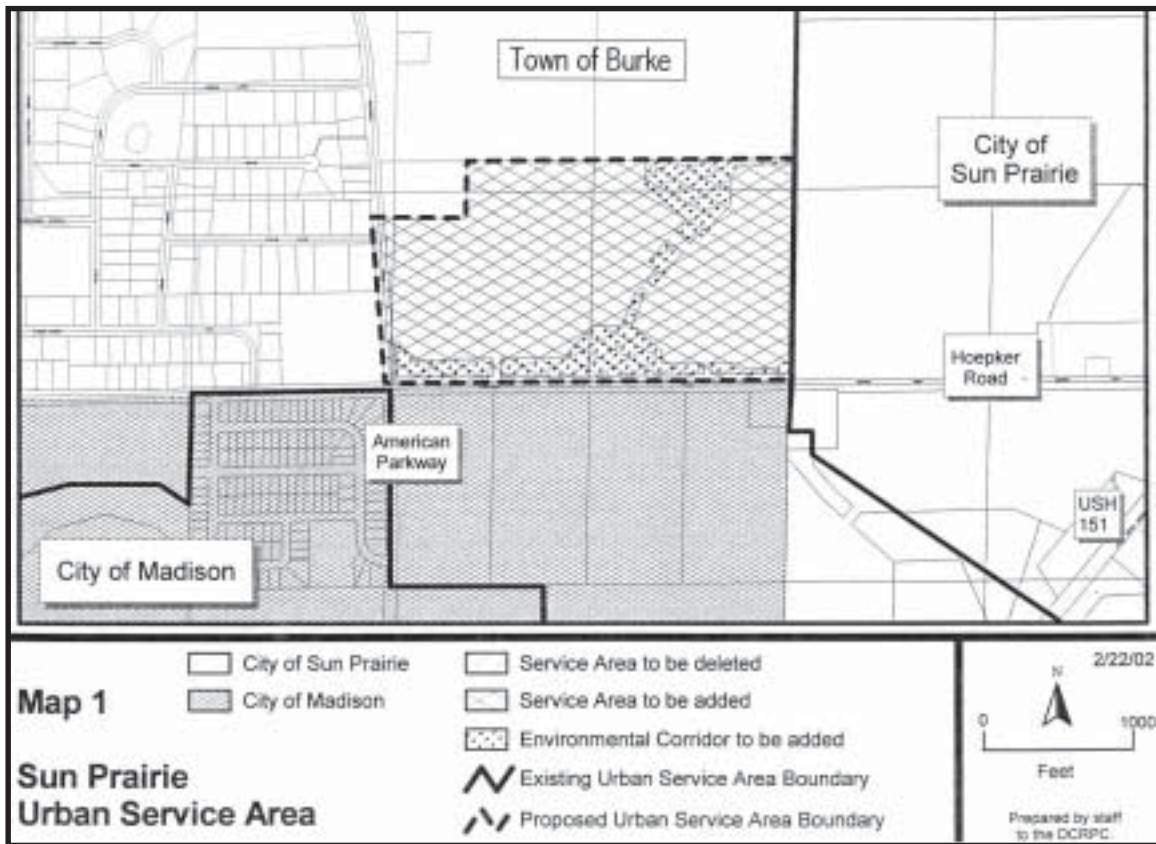 Town of Burke
City of
Sun Prairie
Hoepker
Road
American
Parkway
USH
151
City of Madison
Map 1
Sun Prairie
Urban Service Area
City of Sun Prairie
City of Madison
Service Area to be deleted
Service Area to be added
Environmental Corridor to be added
Existing Urban Service Area Boundary
Proposed Urban Service Area Boundary
2/22/02
N
0 1000
Feet
Prepared by staff
to the DCRPC.